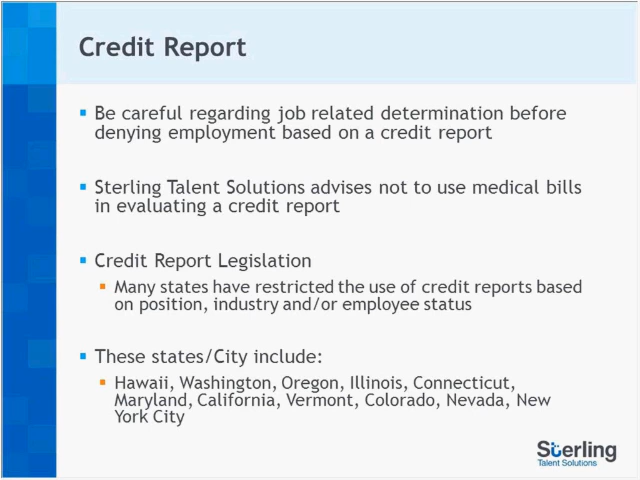 Credit Report
Be careful regarding job related determination before
denying employment based on a credit report
Sterling Talent Solutions advises not to use medical bills
in evaluating a credit report
Credit Report Legislation
Many states have restricted the use of credit reports based
on position, industry and/or employee status
These states/City include:
Hawaii, Washington, Oregon, Illinois, Connecticut,
Maryland, California, Vermont, Colorado, Nevada, New
York City
Sterling
Talent Solutions